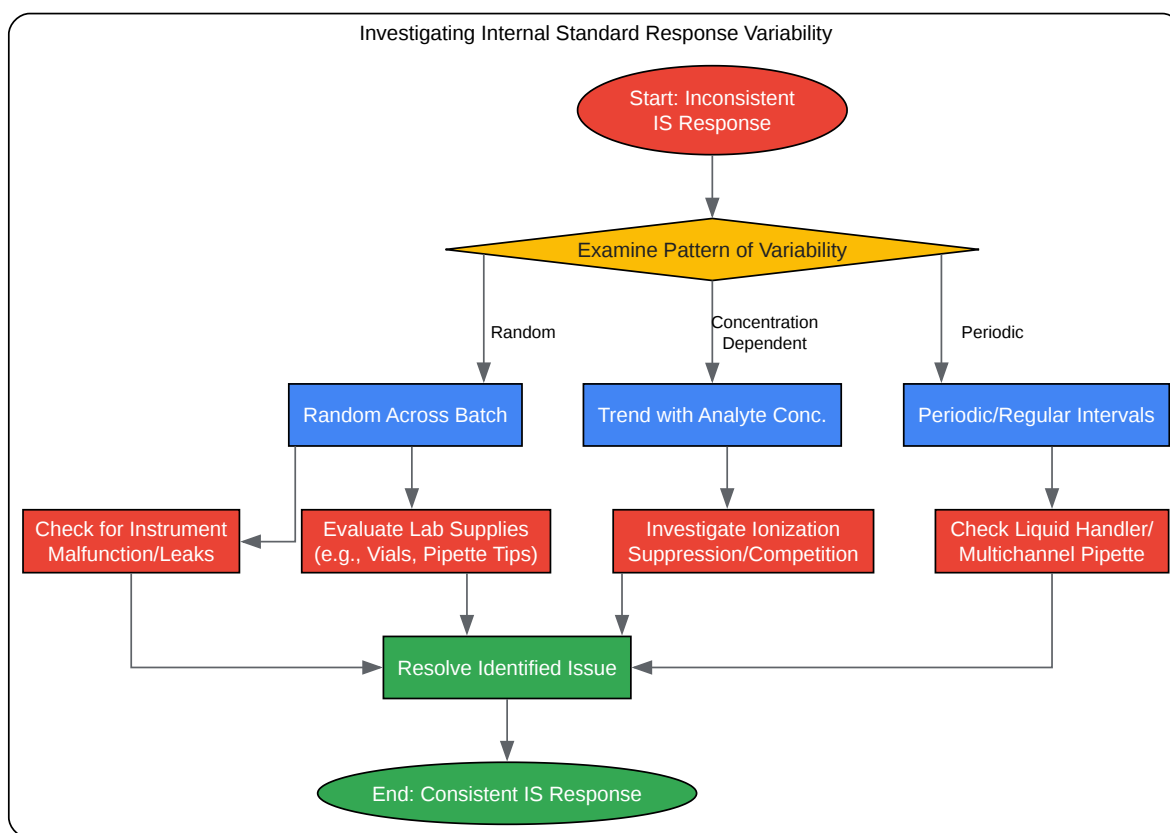 Investigating Internal Standard Response Variability
Start: Inconsistent
IS Response
Examine Pattern of Variability
Random
Concentration
Dependent
Periodic
Random Across Batch
Trend with Analyte Conc.
Periodic/Regular Intervals
Check for Instrument
Malfunction/Leaks
Evaluate Lab Supplies
(e.g., Vials, Pipette Tips)
Investigate Ionization
Suppression/Competition
Check Liquid Handler/
Multichannel Pipette
Resolve Identified Issue
End: Consistent IS Response